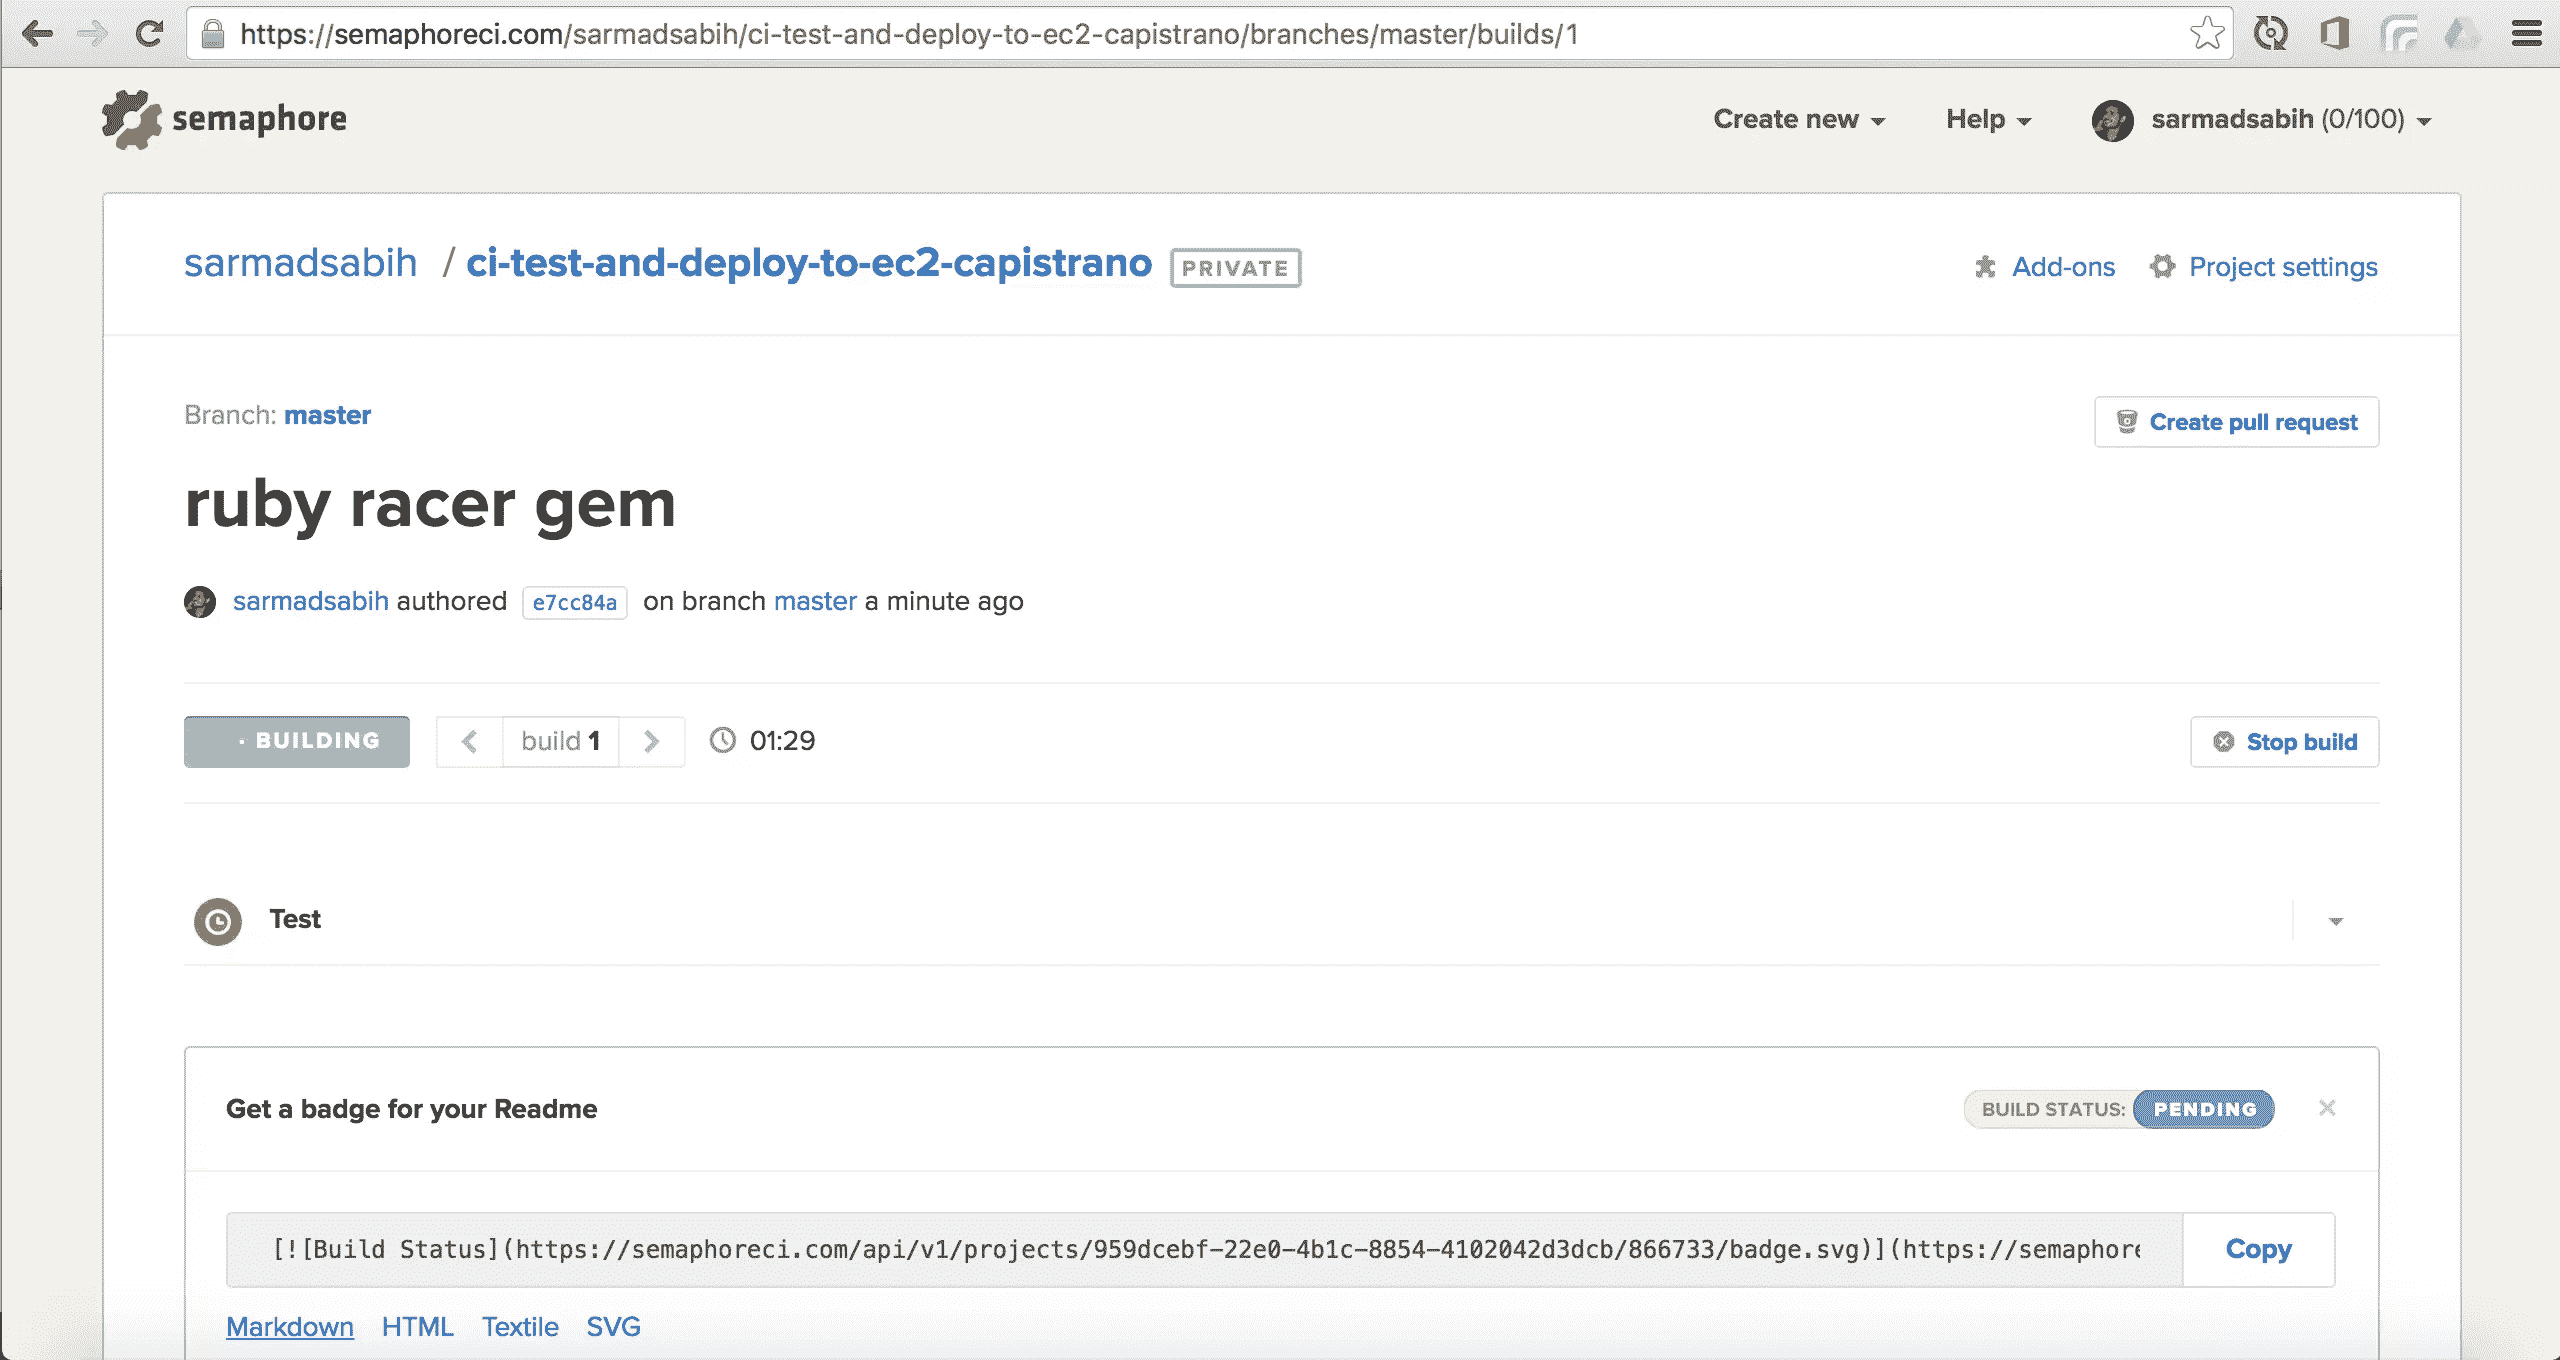 https://semaphoreci.com/sarmadsabih/ci-test-and-deploy-to-ec2-capistrano/branches/master/builds/1
semaphore
Create new
Help
sarmadsabih (0/100)
sarmadsabih / ci-test-and-deploy-to-ec2-capistrano PRIVATE
Add-ons
Project settings
Branch: master
Create pull request
ruby racer gem
sarmadsabih authored e7cc84a on branch master a minute ago
BUILDING
build 1
01:29
Stop build
Test
Get a badge for your Readme
BUILD STATUS: PENDING
[![Build Status](https://semaphoreci.com/api/v1/projects/959dcebf-22e0-4b1c-8854-4102042d3dcb/866733/badge.svg)](https://semaphore
Copy
Markdown HTML Textile SVG